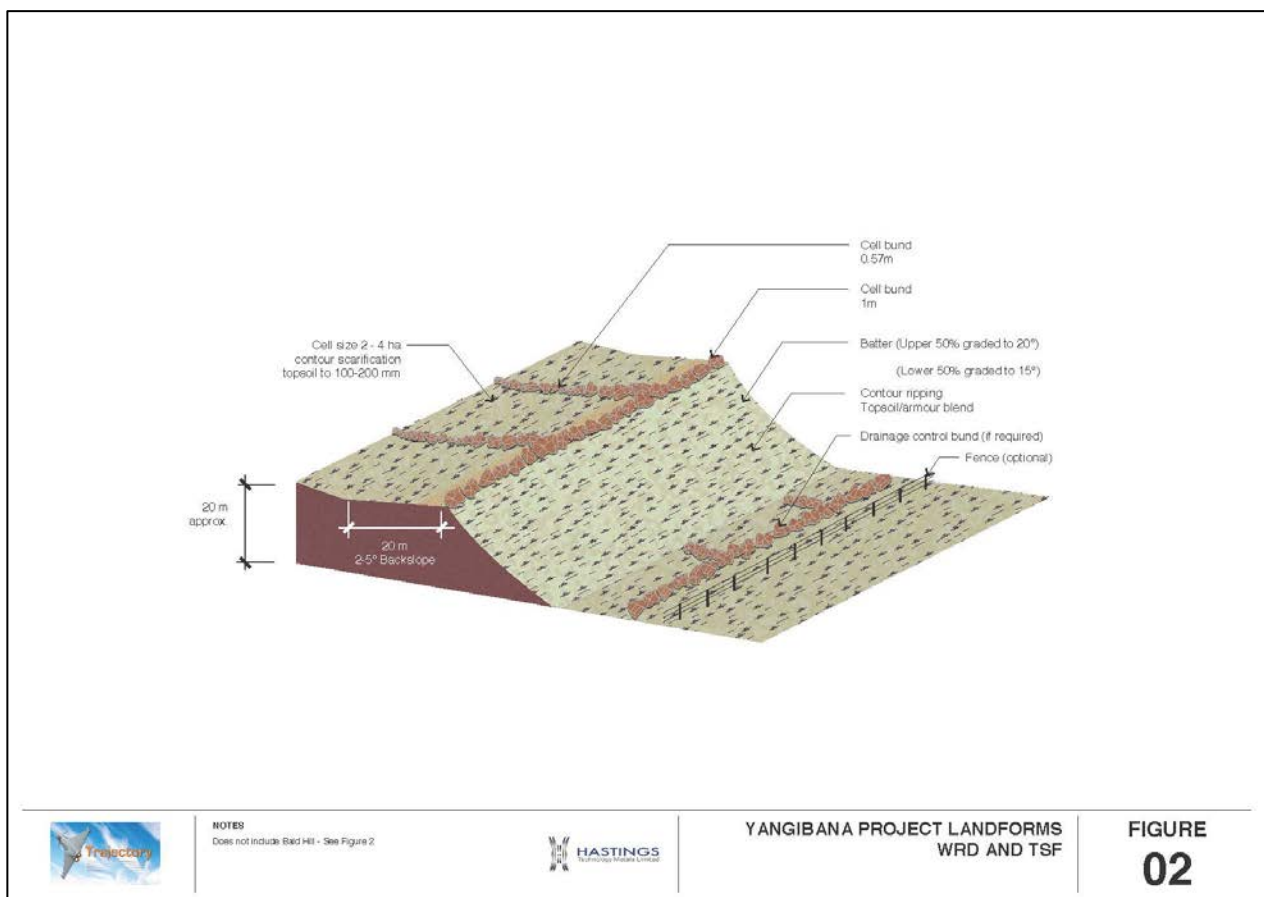 Cell bund
0.57m
Cell bund
1m
Cell size 2 - 4 ha
contour scarification
topsoil to 100-200 mm
Batter (Upper 50% graded to 20°)
(Lower 50% graded to 15°)
Contour ripping
Topsoil/armour blend
Drainage control bund (if required)
Fence (optional)
20 m
approx.
20 m
2-5° Backslope
Trajectory
NOTES
Does not include Bald Hill - See Figure 2
HASTINGS
Technology Metals Limited
YANGIBANA PROJECT LANDFORMS
WRD AND TSF
FIGURE
02